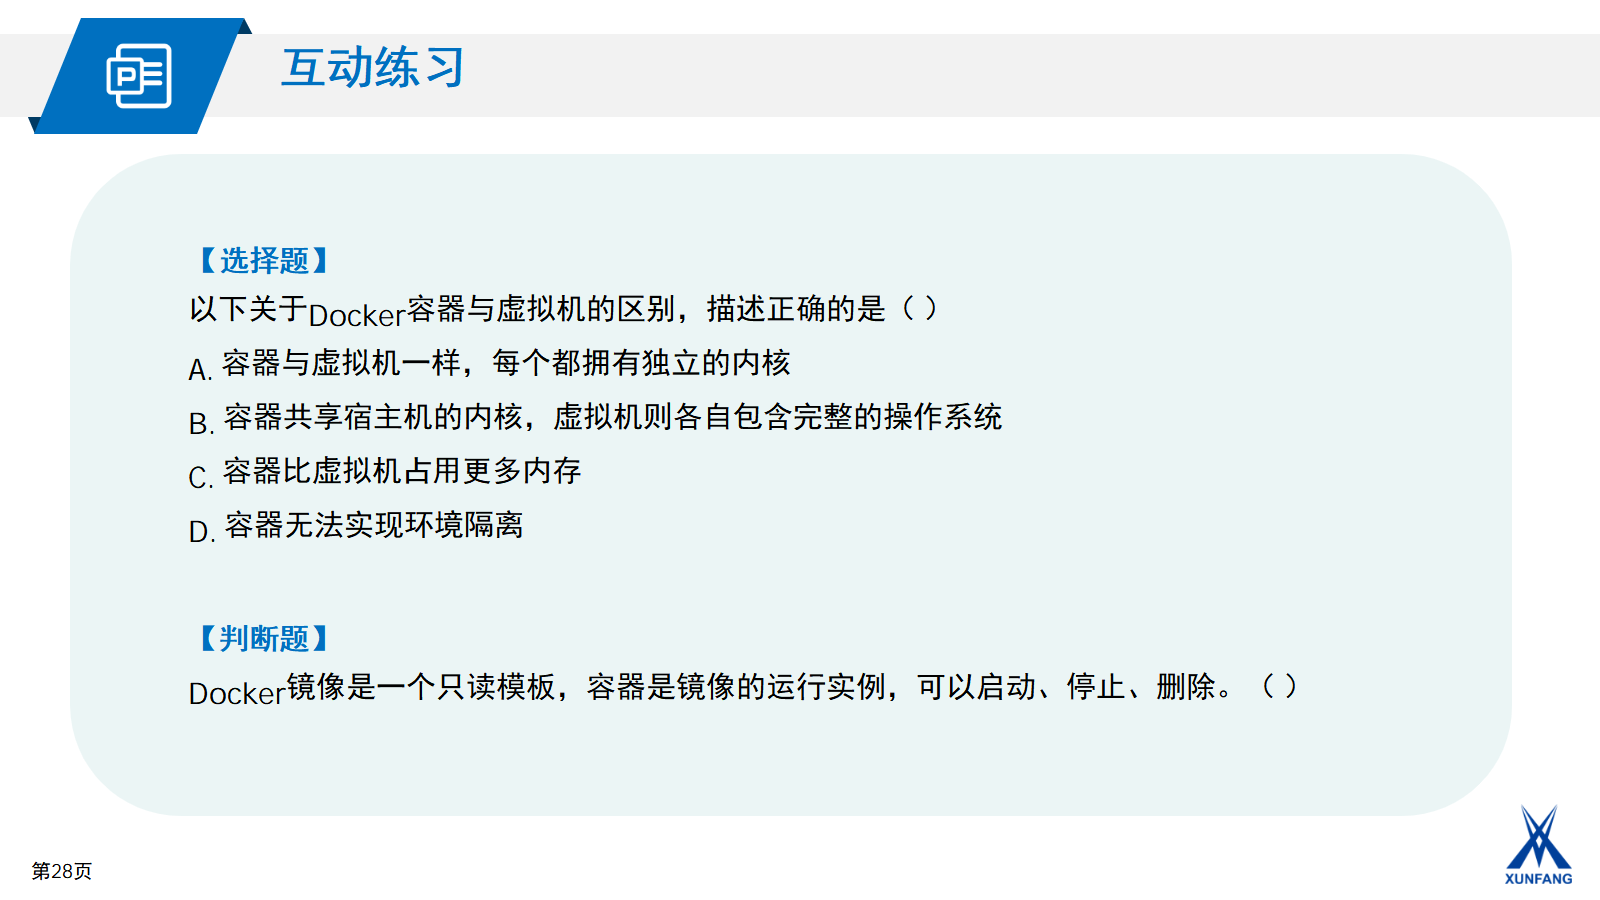 互动练习
【选择题】
以下关于Docker容器与虚拟机的区别，描述正确的是（ ）
A. 容器与虚拟机一样，每个都拥有独立的内核
B. 容器共享宿主机的内核，虚拟机则各自包含完整的操作系统
C. 容器比虚拟机占用更多内存
D. 容器无法实现环境隔离
【判断题】
Docker镜像是一个只读模板，容器是镜像的运行实例，可以启动、停止、删除。（ ）
第28页
XUNFANG